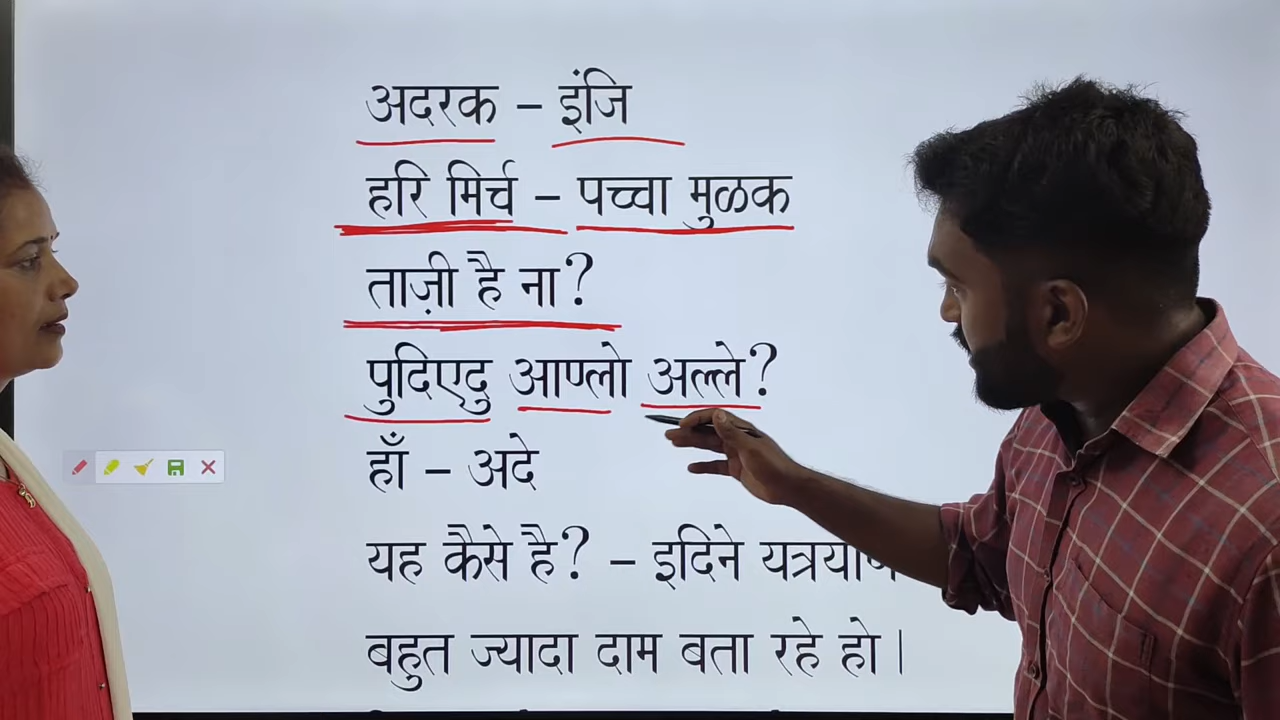 अदरक – इंजि
हरि मिर्च – पच्चा मुळक
ताज़ी है ना?
पुदिएदु आण्लो अल्ले?
हाँ – अदे
यह कैसे है? – इदिने
बहुत ज्यादा दाम बता रहे हो।